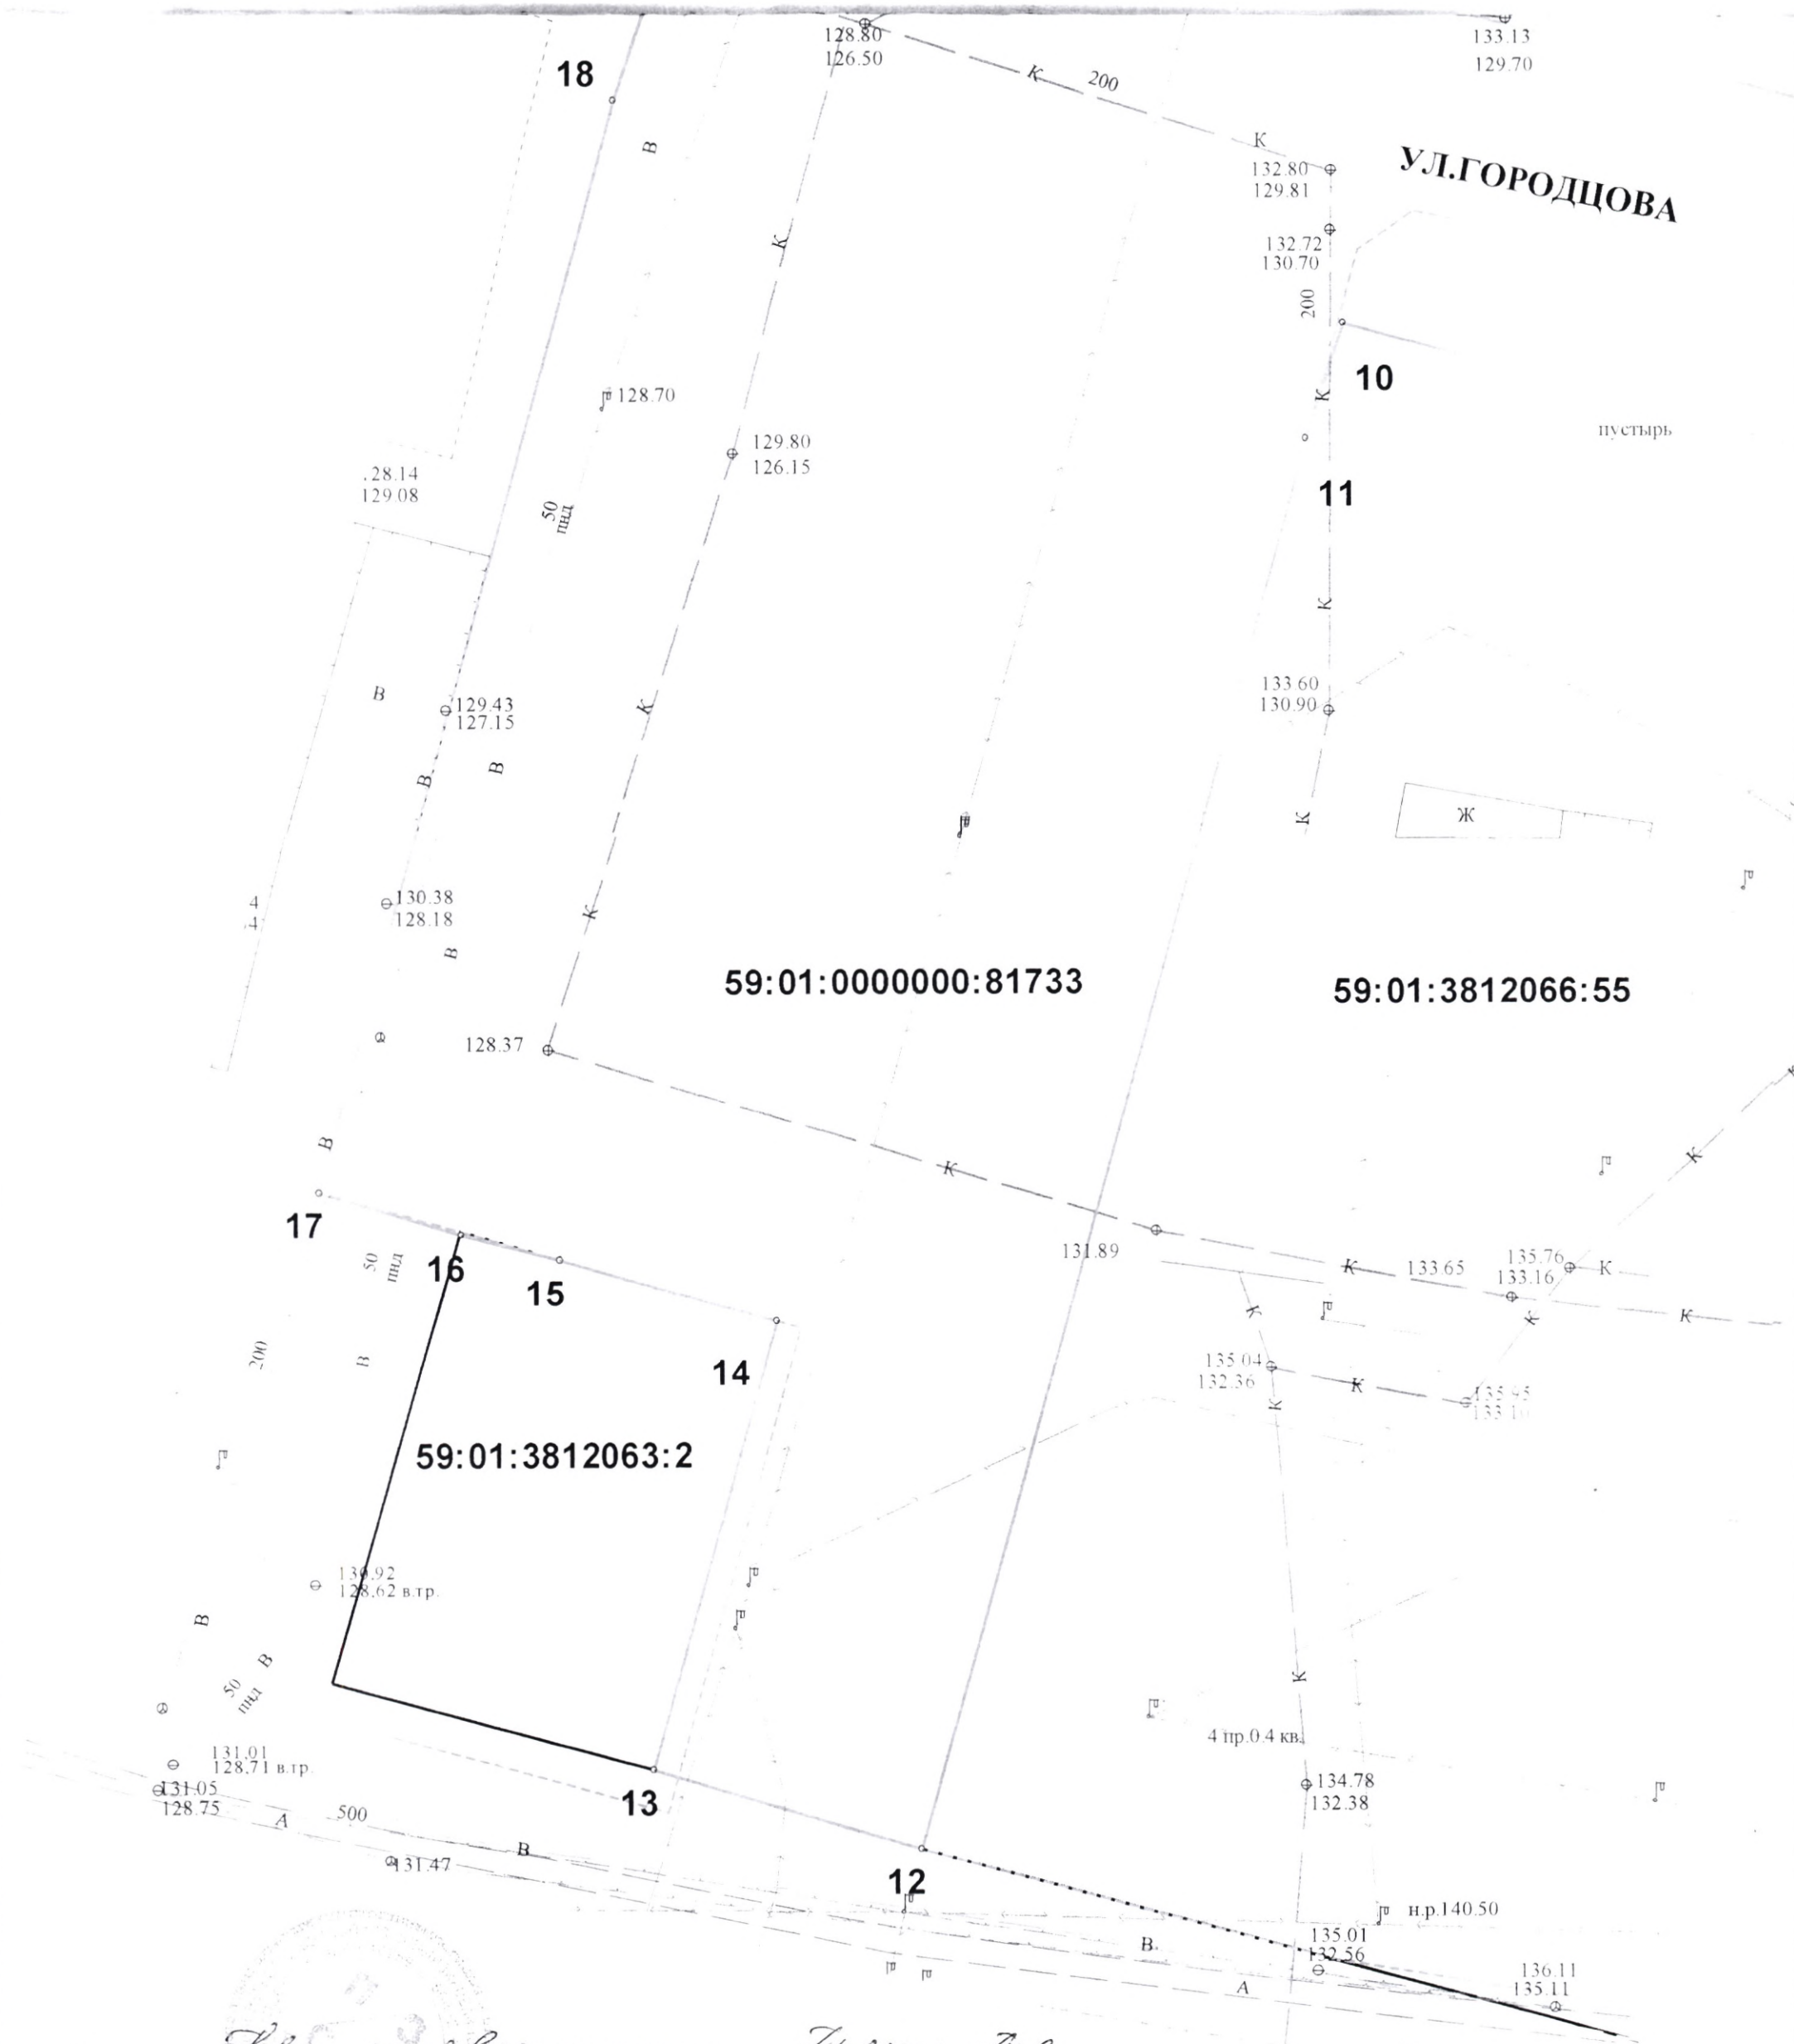 128.80
126.50
133.13
129.70
18
К
200
В
К
132.80
129.81
УЛ.ГОРОДЦОВА
132.72
130.70
К
200
10
128.70
К
пустырь
129.80
126.15
28.14
129.08
11
50
пнд
К
133.60
130.90
В
129.43
127.15
К
В
В
Ж
К
130.38
128.18
4
4
К
В
59:01:0000000:81733
59:01:3812066:55
128.37
В
К
К
17
50
пнд
16
15
131.89
К
133.65
135.76
133.16
К
К
К
К
200
В
14
135.04
132.36
К
К
59:01:3812063:2
130.92
128.62 в.тр.
В
В
50
пнд
К
4 пр.0.4 кв.
131.01
128.71 в.тр.
131.05
128.75
134.78
132.38
13
А
500
В
131.47
12
н.р.140.50
В
135.01
132.56
А
136.11
135.11